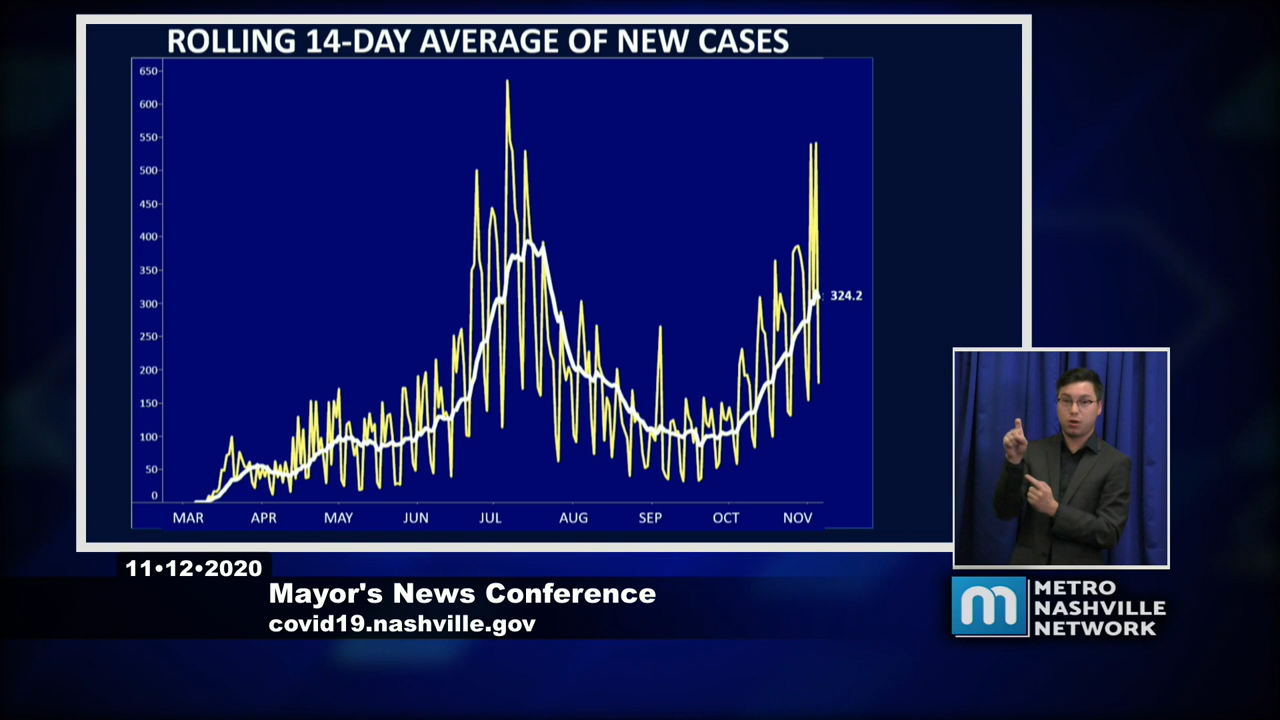 ROLLING 14-DAY AVERAGE OF NEW CASES
650
600
550
500
450
400
350
300
250
200
150
100
50
0
324.2
MAR APR MAY JUN JUL AUG SEP OCT NOV
11•12•2020
Mayor's News Conference
covid19.nashville.gov
m
METRO
NASHVILLE
NETWORK